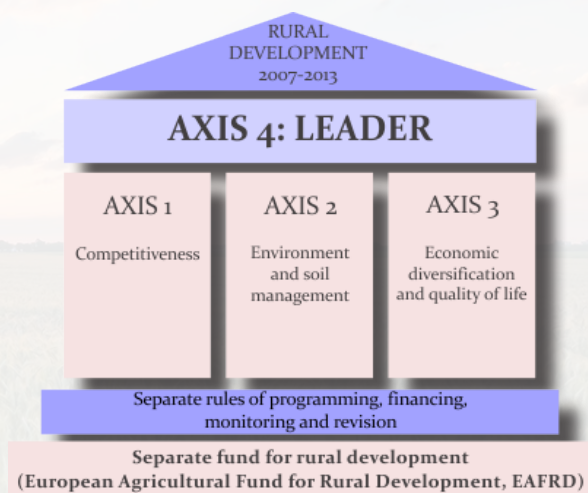 RURAL
DEVELOPMENT
2007-2013
AXIS 4: LEADER
AXIS 1
Competitiveness
AXIS 2
Environment
and soil
management
AXIS 3
Economic
diversification
and quality of life
Separate rules of programming, financing,
monitoring and revision
Separate fund for rural development
(European Agricultural Fund for Rural Development, EAFRD)